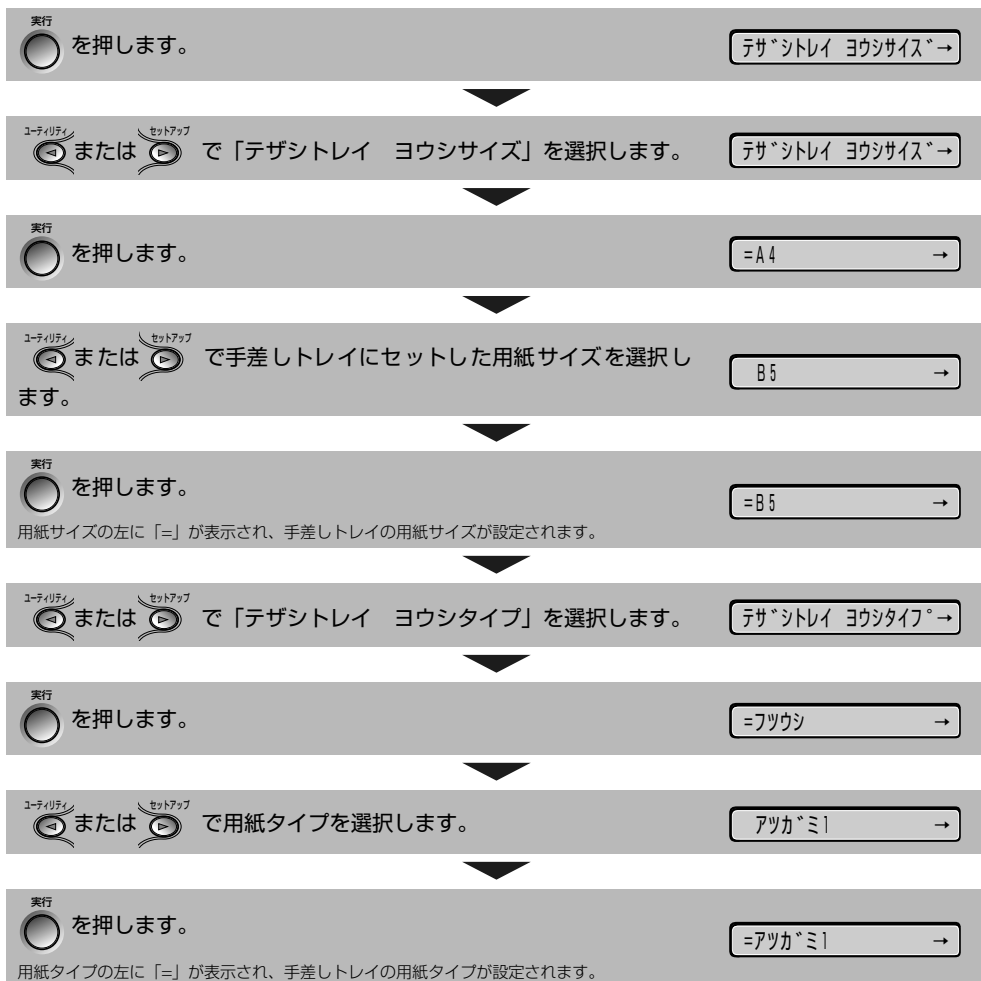 実行
を押します。
テザシトレイ ヨウシサイズ→
ユーティリティ セットアップ
または で「テザシトレイ ヨウシサイズ」を選択します。
テザシトレイ ヨウシサイズ→
実行
を押します。
=A4 →
ユーティリティ セットアップ
または で手差しトレイにセットした用紙サイズを選択し
ます。
B5 →
実行
を押します。
=B5 →
用紙サイズの左に「=」が表示され、手差しトレイの用紙サイズが設定されます。
ユーティリティ セットアップ
または で「テザシトレイ ヨウシタイプ」を選択します。
テザシトレイ ヨウシタイプ→
実行
を押します。
=フツウシ →
ユーティリティ セットアップ
または で用紙タイプを選択します。
アツガミ1 →
実行
を押します。
=アツガミ1 →
用紙タイプの左に「=」が表示され、手差しトレイの用紙タイプが設定されます。